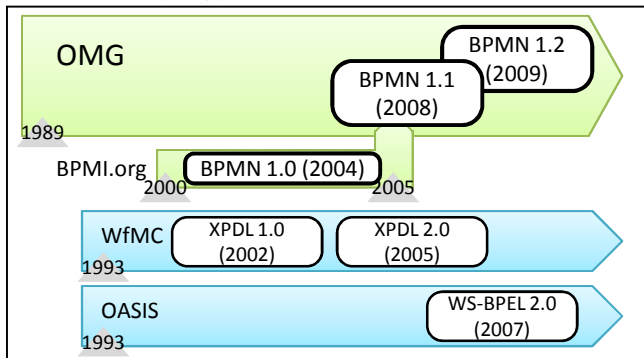 OMG
BPMN 1.2
(2009)
BPMN 1.1
(2008)
1989
BPMI.org
BPMN 1.0 (2004)
2000
2005
WfMC
XPDL 1.0
(2002)
XPDL 2.0
(2005)
1993
OASIS
WS-BPEL 2.0
(2007)
1993